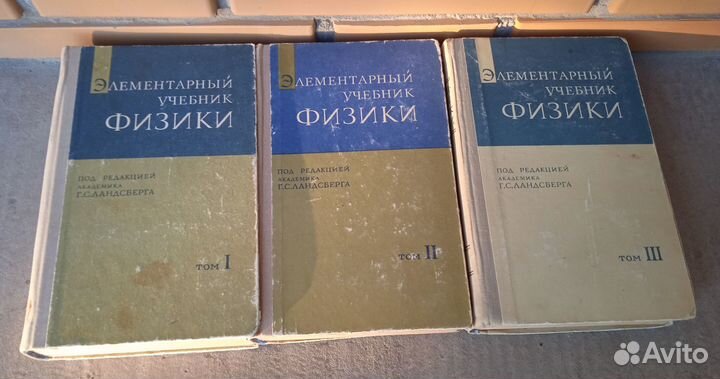 Элементарный
учебник
физики
под редакцией
академика
Г.С.Ландсберга
том I
Элементарный
учебник
физики
под редакцией
академика
Г.С.Ландсберга
том II
Элементарный
учебник
физики
под редакцией
академика
Г.С.Ландсберга
том III
Avito